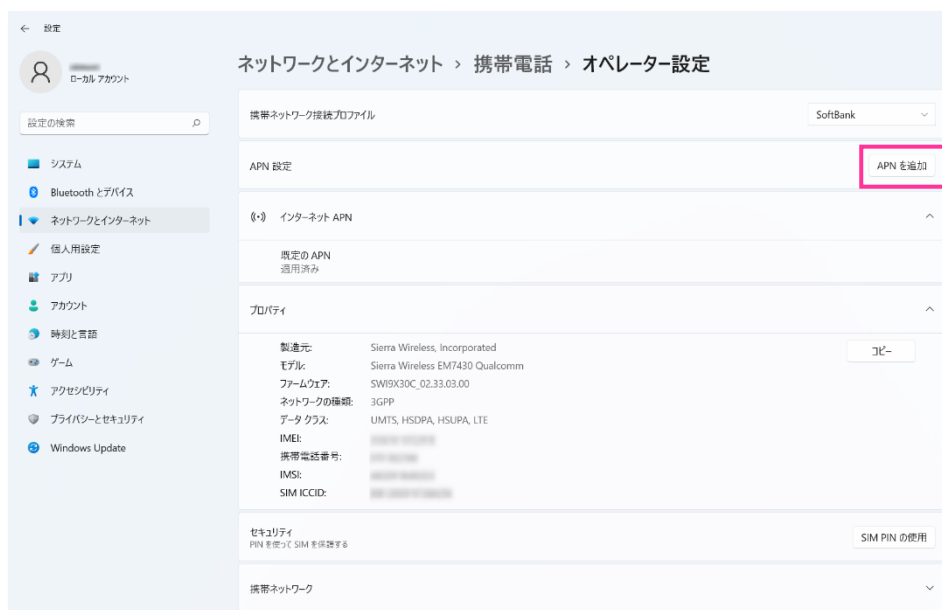 ← 設定
ローカル アカウント
設定の検索
システム
Bluetooth とデバイス
ネットワークとインターネット
個人用設定
アプリ
アカウント
時刻と言語
ゲーム
アクセシビリティ
プライバシーとセキュリティ
Windows Update
ネットワークとインターネット › 携帯電話 › オペレーター設定
携帯ネットワーク接続プロファイル
SoftBank
APN 設定
APN を追加
インターネット APN
既定の APN
適用済み
プロパティ
製造元: Sierra Wireless, Incorporated
モデル: Sierra Wireless EM7430 Qualcomm
ファームウェア: SWI9X30C_02.33.03.00
ネットワークの種類: 3GPP
データ クラス: UMTS, HSDPA, HSUPA, LTE
IMEI:
携帯電話番号:
IMSI:
SIM ICCID:
コピー
セキュリティ
PIN を使って SIM を保護する
SIM PIN の使用
携帯ネットワーク